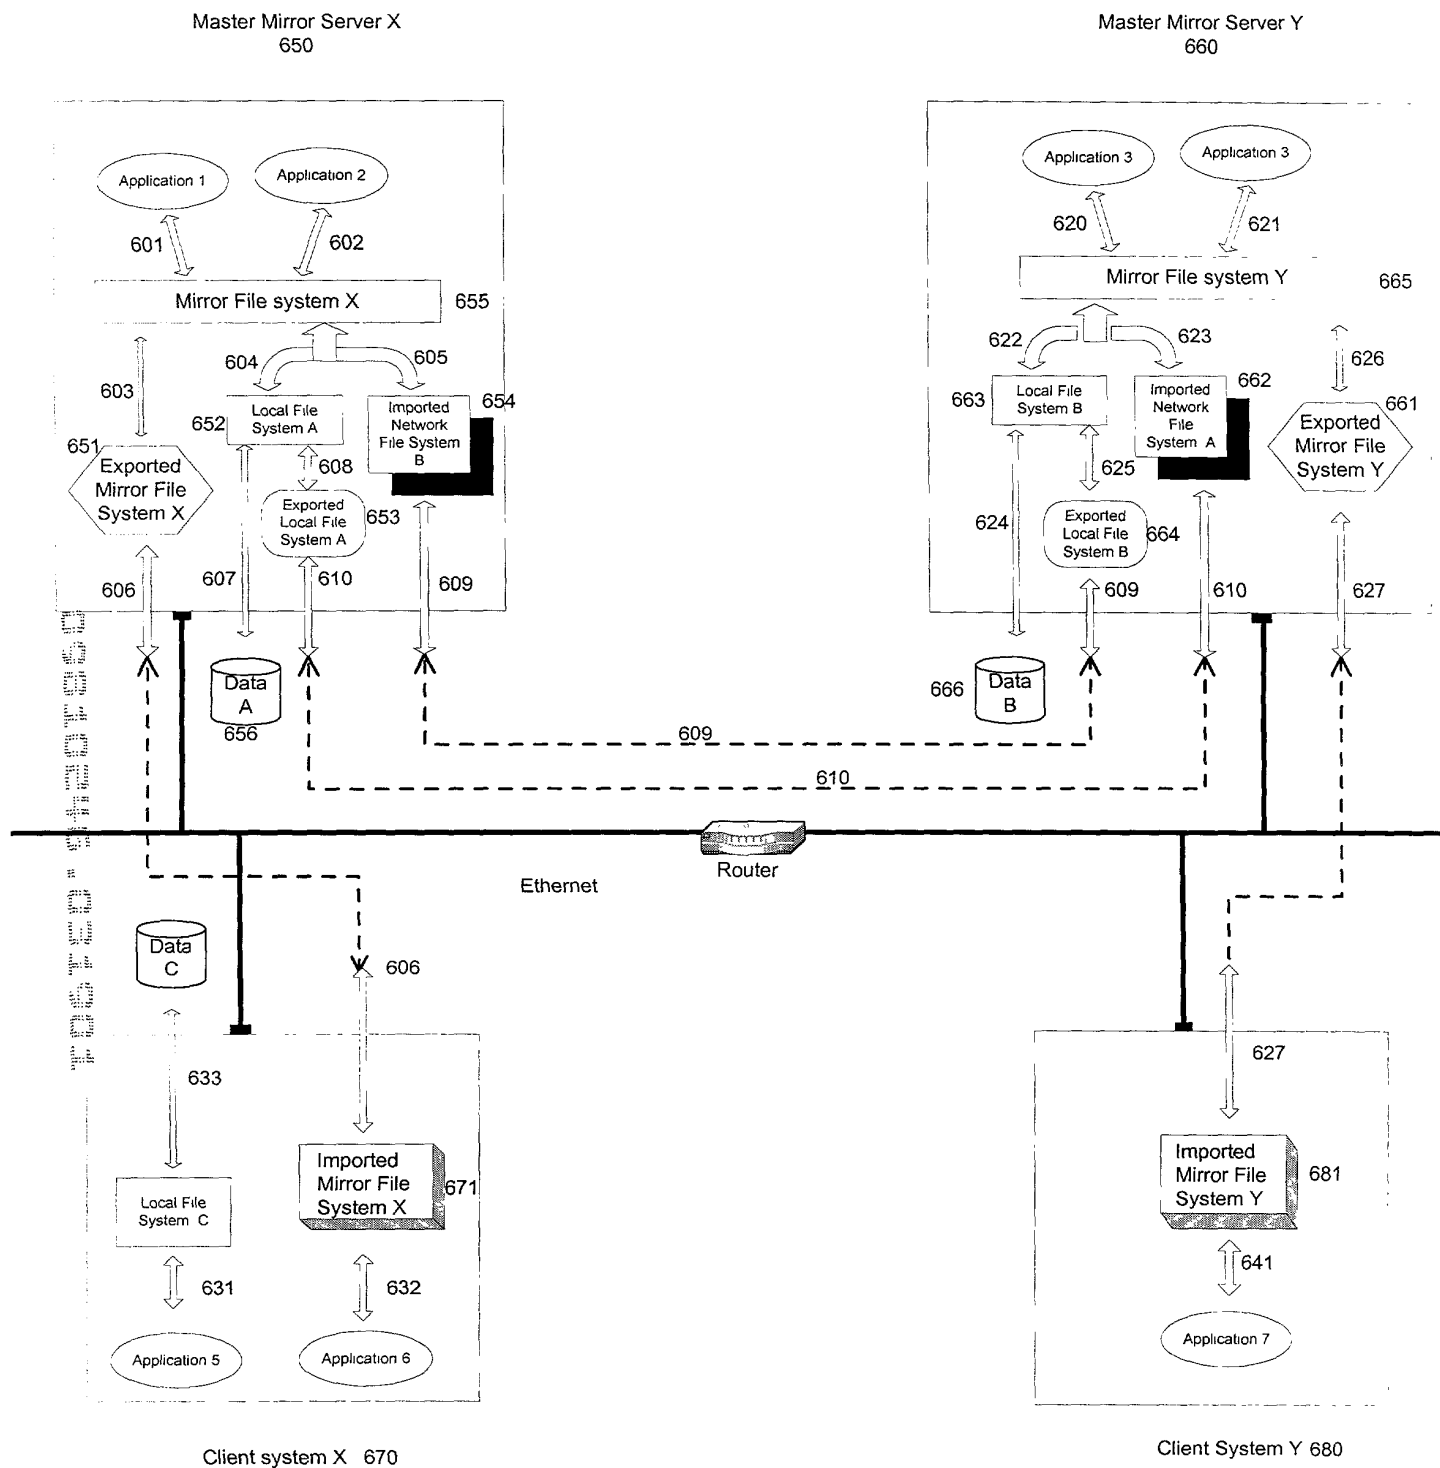 Master Mirror Server X
650
Master Mirror Server Y
660
Application 1
Application 2
601
602
Mirror File system X
655
603
604
605
651
Exported
Mirror File
System X
652
Local File
System A
654
Imported
Network
File System
B
608
Exported
Local File
System A
653
606
607
610
609
Data
A
656
Application 3
Application 3
620
621
Mirror File system Y
665
622
623
626
663
Local File
System B
662
Imported
Network
File
System A
661
Exported
Mirror File
System Y
624
625
Exported
Local File
System B
664
609
610
627
666
Data
B
609
610
Router
Ethernet
Data
C
606
633
Local File
System C
Imported
Mirror File
System X
671
631
632
Application 5
Application 6
Client system X 670
627
Imported
Mirror File
System Y
681
641
Application 7
Client System Y 680